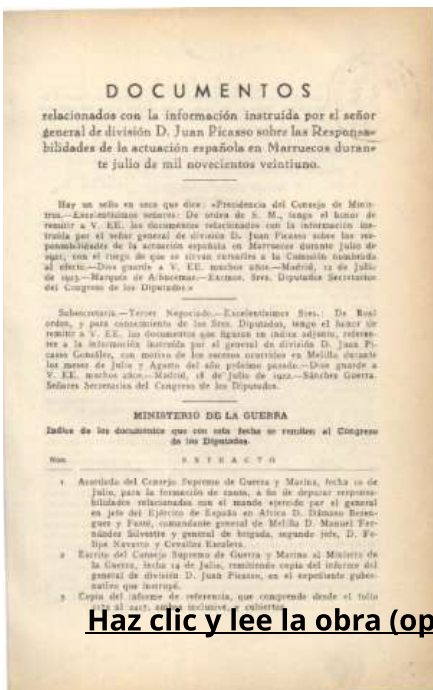 DOCUMENTOS
relacionados con la información instruída por el señor
general de división D. Juan Picasso sobre las Responsa-
bilidades de la actuación española en Marruecos duran-
te julio de mil novecientos veintiuno.
Hay un sello en seco que dice: «Presidencia del Consejo de Minis-
tros.—Excelentísimos señores: De orden de S. M., tengo el honor de
remitir a V. EE. los documentos relacionados con la información ins-
truída por el señor general de división D. Juan Picasso sobre las res-
ponsabilidades de la actuación española en Marruecos durante julio de
1921, con el ruego de que se sirvan cursarlos a la Comisión nombrada
al efecto.—Dios guarde a V. EE. muchos años.—Madrid, 12 de Julio
de 1923.—Marqués de Alhucemas.—Excmos. Sres. Diputados Secretarios
del Congreso de los Diputados.»
Subsecretaría.—Tercer Negociado.—Excelentísimos Sres.: De Real
orden, y para conocimiento de los Sres. Diputados, tengo el honor de
remitir a V. EE. los documentos que figuran en índice adjunto, referen-
tes a la información instruída por el general de división D. Juan Pi-
casso González, con motivo de los sucesos ocurridos en Melilla durante
los meses de Julio y Agosto del año próximo pasado.—Dios guarde a
V. EE. muchos años.—Madrid, 18 de Julio de 1922.—Sánchez Guerra.
Señores Secretarios del Congreso de los Diputados.
MINISTERIO DE LA GUERRA
Indice de los documentos que con esta fecha se remiten al Congreso
de los Diputados.
Núm. EXTRACTO
1 Acordada del Consejo Supremo de Guerra y Marina, fecha 10 de
Julio, para la formación de causa, a fin de depurar respons-
bilidades relacionadas con el mando ejercido por el general
en jefe del Ejército de España en Africa D. Dámaso Beren-
guer y Fusté, comandante general de Melilla D. Manuel Fer-
nández Silvestre y general de brigada, segundo jefe, D. Fe-
lipe Navarro y Ceballos Escalera.
2 Escrito del Consejo Supremo de Guerra y Marina al Ministro de
la Guerra, fecha 14 de Julio, remitiendo copia del informe del
general de división D. Juan Picasso, en el expediente guber-
nativo que instruyó.
3 Copia del informe de referencia, que comprende desde el folio
al 2417, ambos inclusive, y cubiertos
Haz clic y lee la obra (op